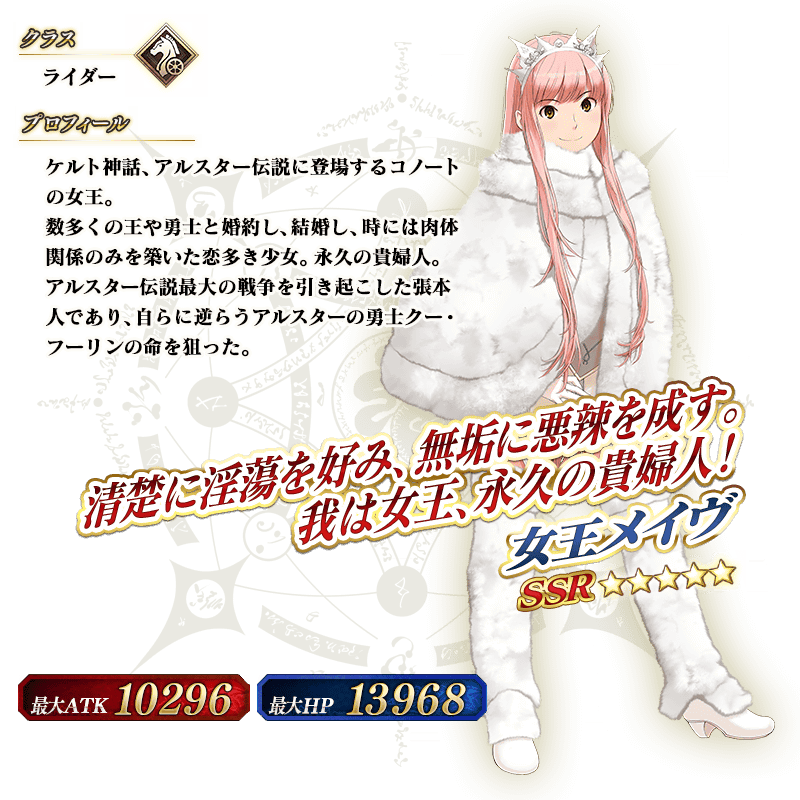 クラス
ライダー
プロフィール
ケルト神話、アルスター伝説に登場するコノート
の女王。
数多くの王や勇士と婚約し、結婚し、時には肉体
関係のみを築いた恋多き少女。永久の貴婦人。
アルスター伝説最大の戦争を引き起こした張本
人であり、自らに逆らうアルスターの勇士クー・
フーリンの命を狙った。
清楚に淫蕩を好み、無垢に悪辣を成す。
我は女王、永久の貴婦人!
女王メイヴ
SSR ★★★★★
最大ATK 10296
最大HP 13968